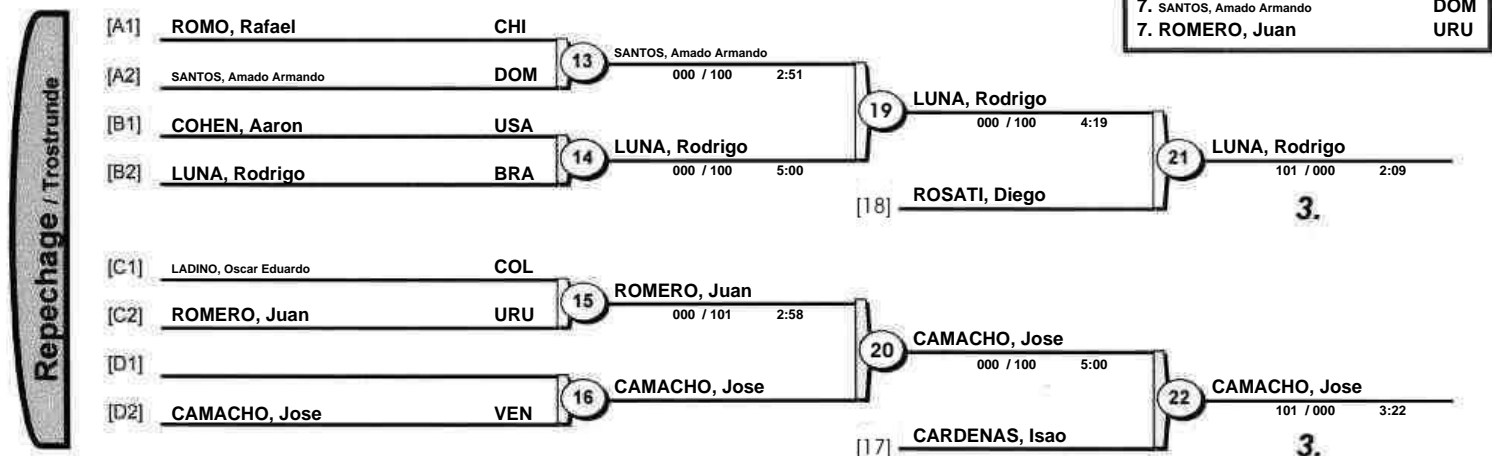 7. SANTOS, Amado Armando DOM
7. ROMERO, Juan URU
Repechage / Trostrunde
[A1] ROMO, Rafael CHI
[A2] SANTOS, Amado Armando DOM
13 SANTOS, Amado Armando
000 / 100 2:51
[B1] COHEN, Aaron USA
[B2] LUNA, Rodrigo BRA
14 LUNA, Rodrigo
000 / 100 5:00
19 LUNA, Rodrigo
000 / 100 4:19
[18] ROSATI, Diego
21 LUNA, Rodrigo
101 / 000 2:09
3.
[C1] LADINO, Oscar Eduardo COL
[C2] ROMERO, Juan URU
15 ROMERO, Juan
000 / 101 2:58
[D1]
[D2] CAMACHO, Jose VEN
16 CAMACHO, Jose
20 CAMACHO, Jose
000 / 100 5:00
[17] CARDENAS, Isao
22 CAMACHO, Jose
101 / 000 3:22
3.